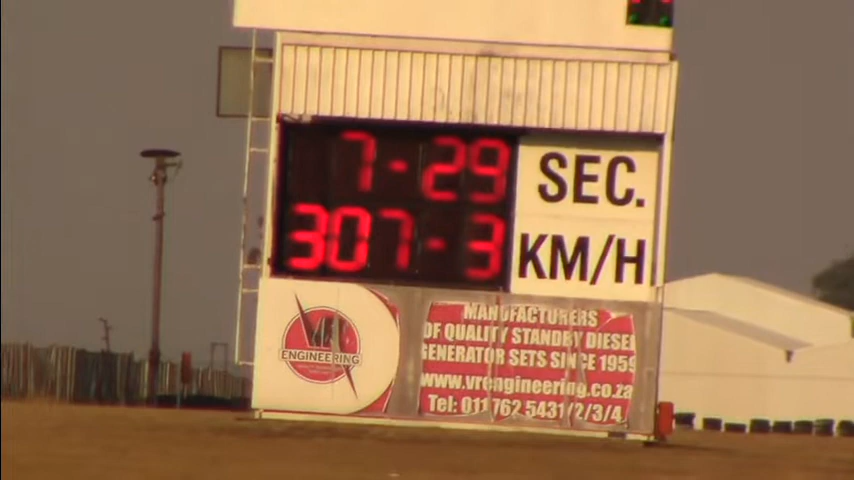 7-29 SEC.
307-3 KM/H
ENGINEERING
MANUFACTURERS
OF QUALITY STANDBY DIESEL
GENERATOR SETS SINCE 1959
www.vrengineering.co.za
Tel: 011 762 5431/2/3/4